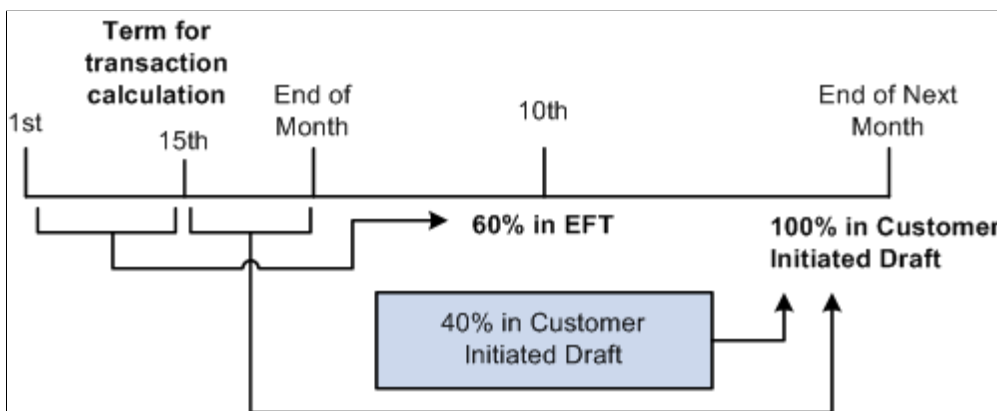 Term for
transaction
calculation
1st
15th
End of
Month
10th
End of Next
Month
60% in EFT
100% in Customer
Initiated Draft
40% in Customer
Initiated Draft